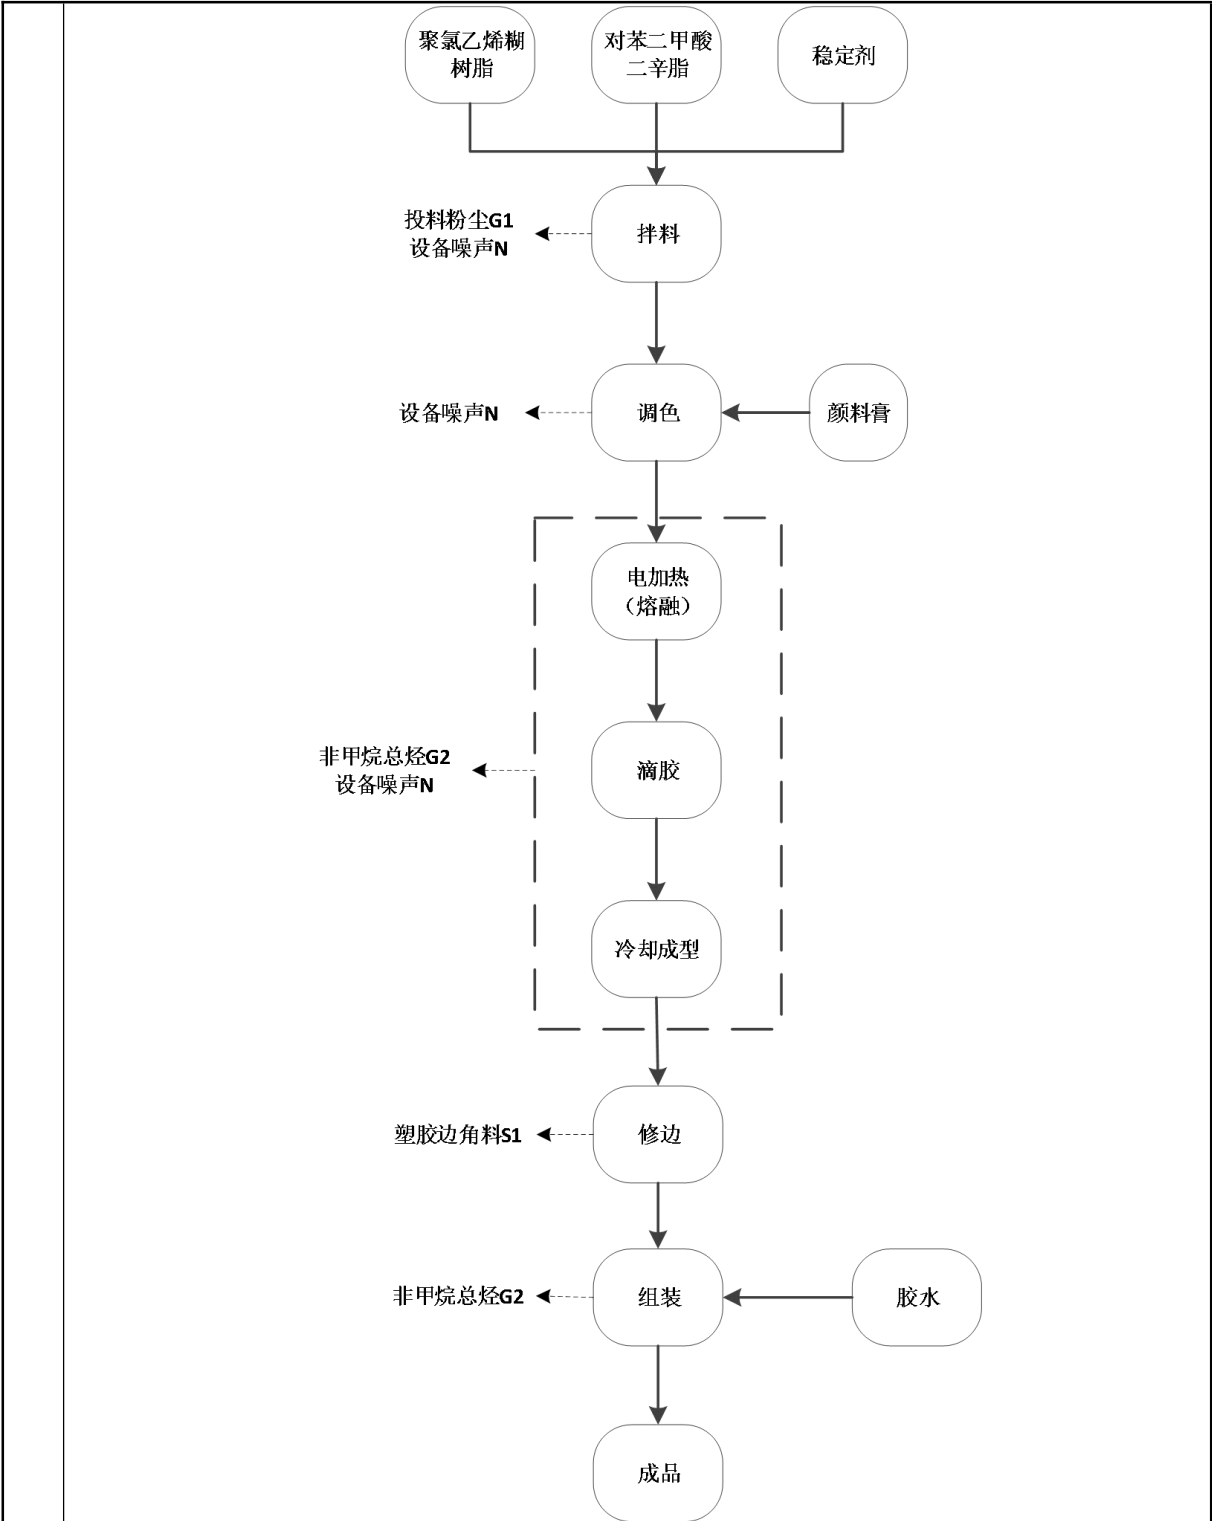 聚氯乙烯糊
树脂
对苯二甲酸
二辛脂
稳定剂
投料粉尘G1
设备噪声N
拌料
设备噪声N
调色
颜料膏
电加热
（熔融）
非甲烷总烃G2
设备噪声N
滴胶
冷却成型
塑胶边角料S1
修边
非甲烷总烃G2
组装
胶水
成品